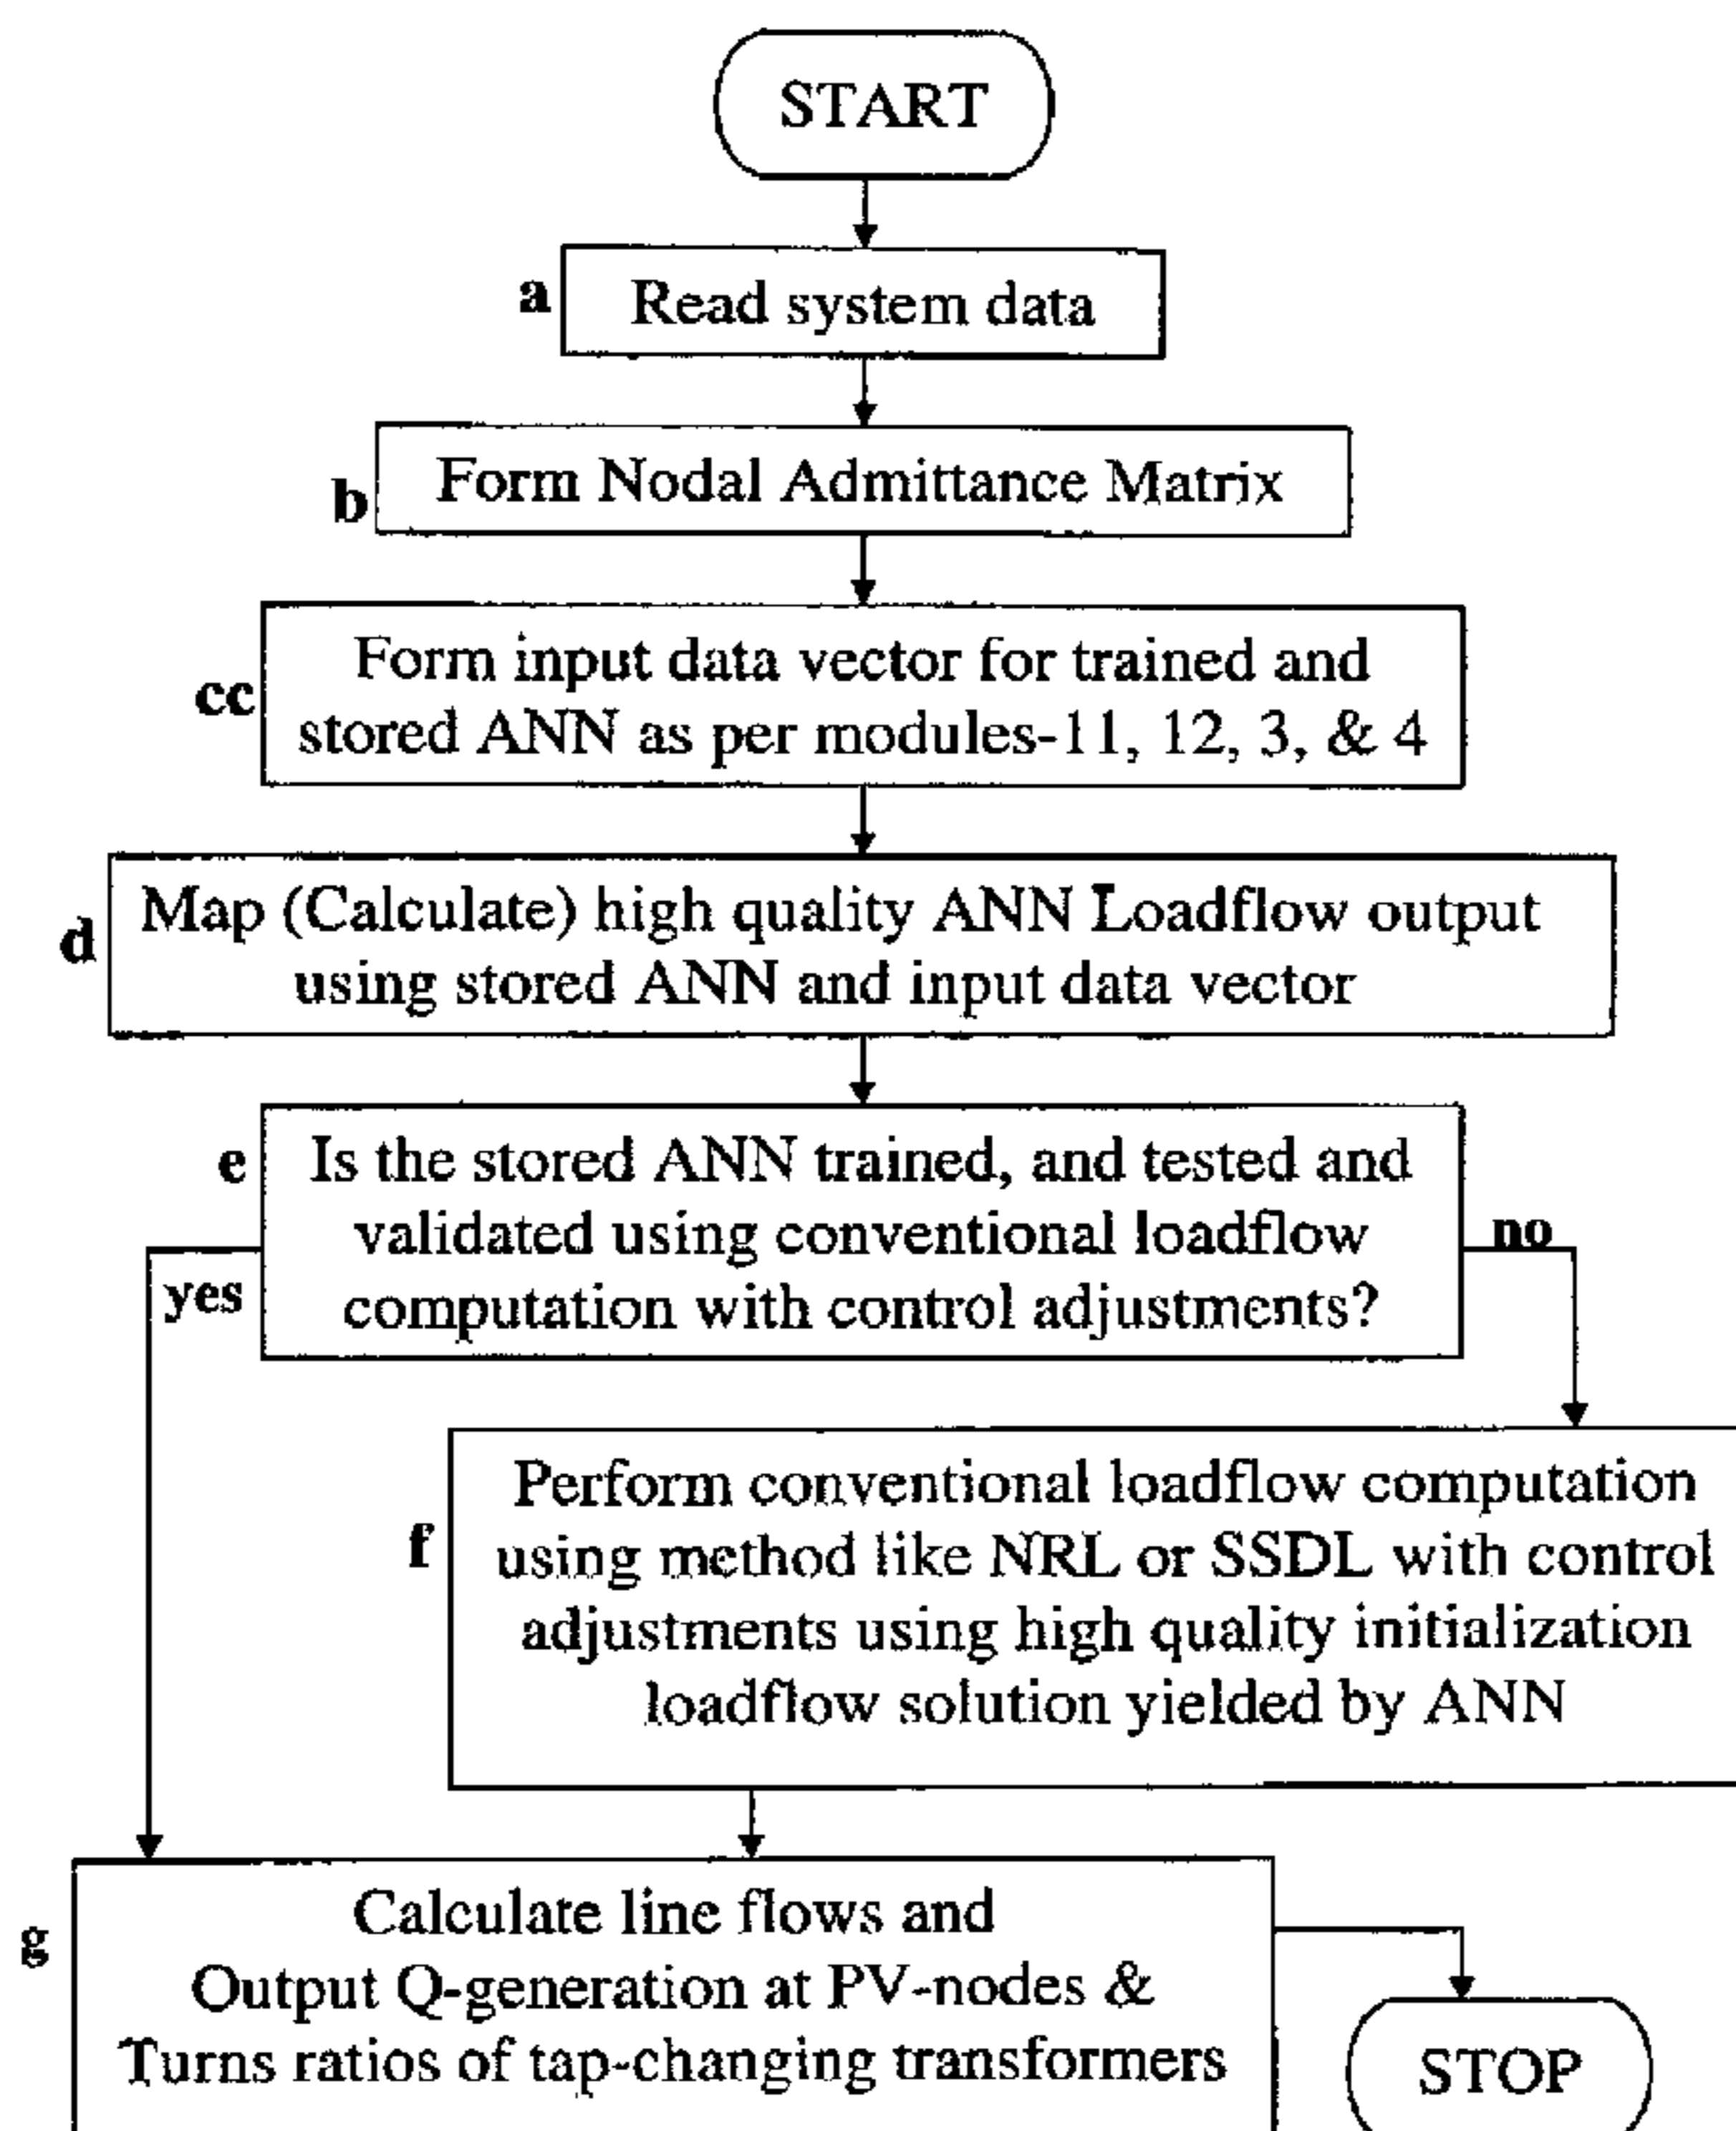 START
a
Read system data
b
Form Nodal Admittance Matrix
cc
Form input data vector for trained and
stored ANN as per modules-11, 12, 3, & 4
d
Map (Calculate) high quality ANN Loadflow output
using stored ANN and input data vector
e
Is the stored ANN trained, and tested and
validated using conventional loadflow
computation with control adjustments?
no
yes
f
Perform conventional loadflow computation
using method like NRL or SSDL with control
adjustments using high quality initialization
loadflow solution yielded by ANN
g
Calculate line flows and
Output Q-generation at PV-nodes &
Turns ratios of tap-changing transformers
STOP